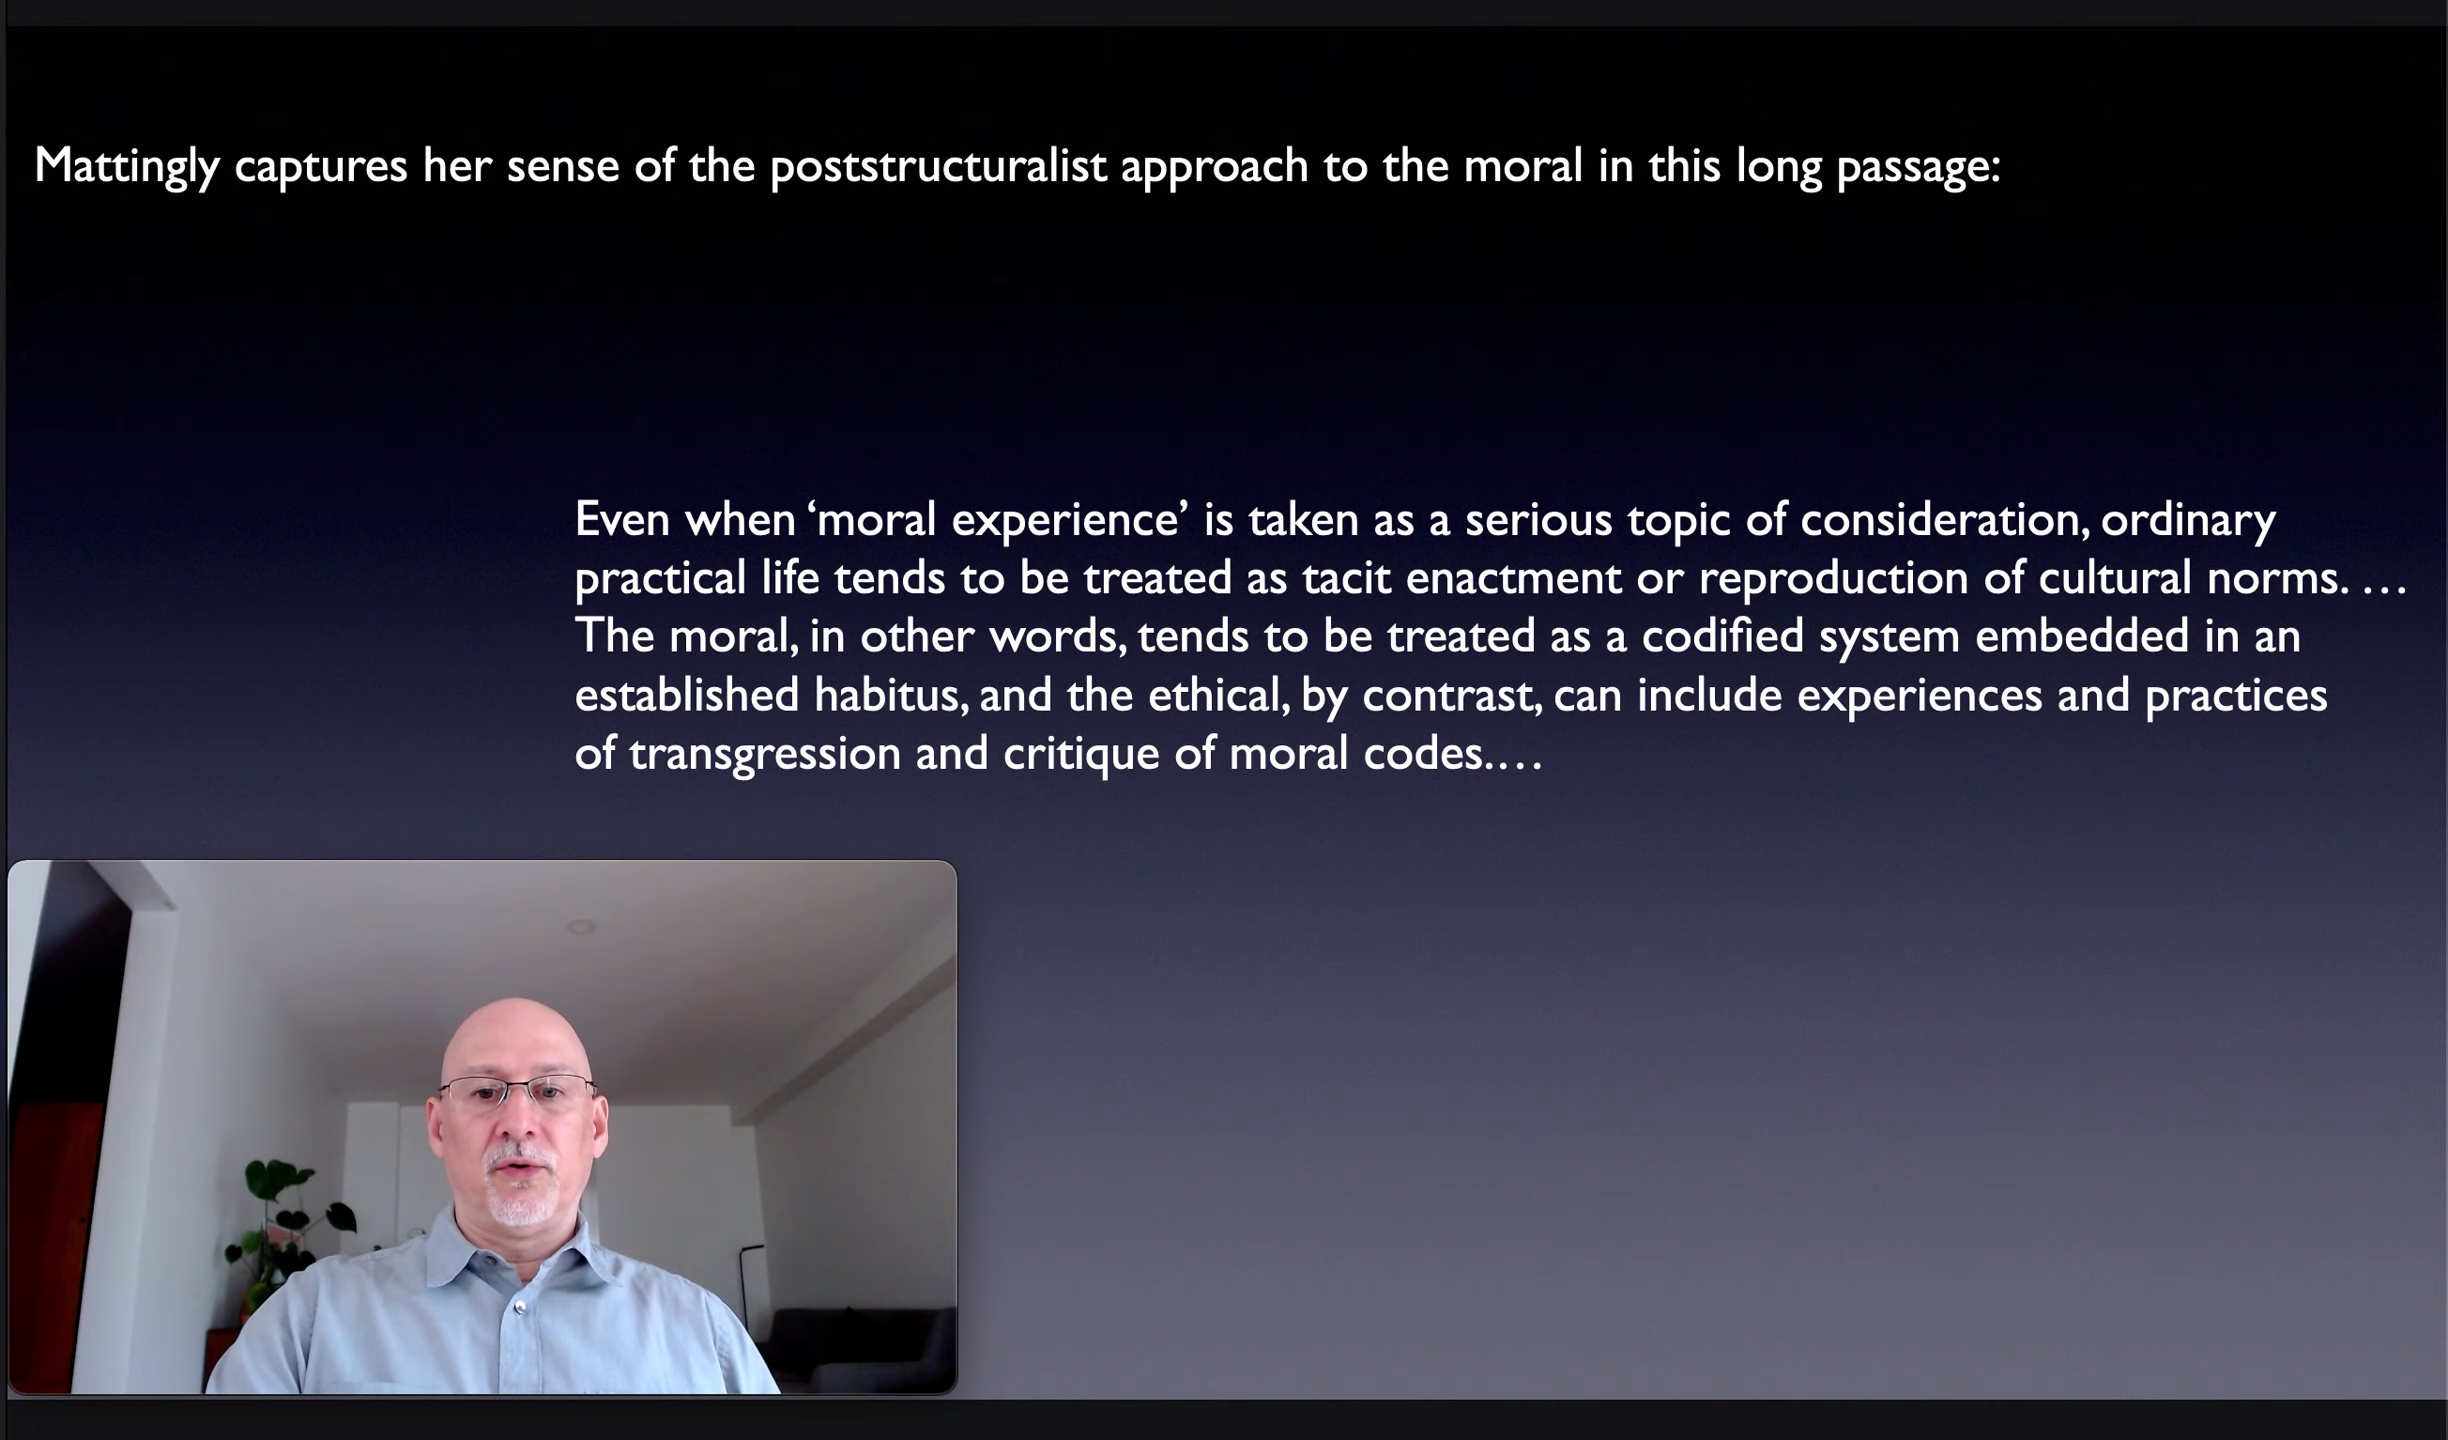 Mattingly captures her sense of the poststructuralist approach to the moral in this long passage:
Even when ‘moral experience’ is taken as a serious topic of consideration, ordinary
practical life tends to be treated as tacit enactment or reproduction of cultural norms. …
The moral, in other words, tends to be treated as a codified system embedded in an
established habitus, and the ethical, by contrast, can include experiences and practices
of transgression and critique of moral codes.…